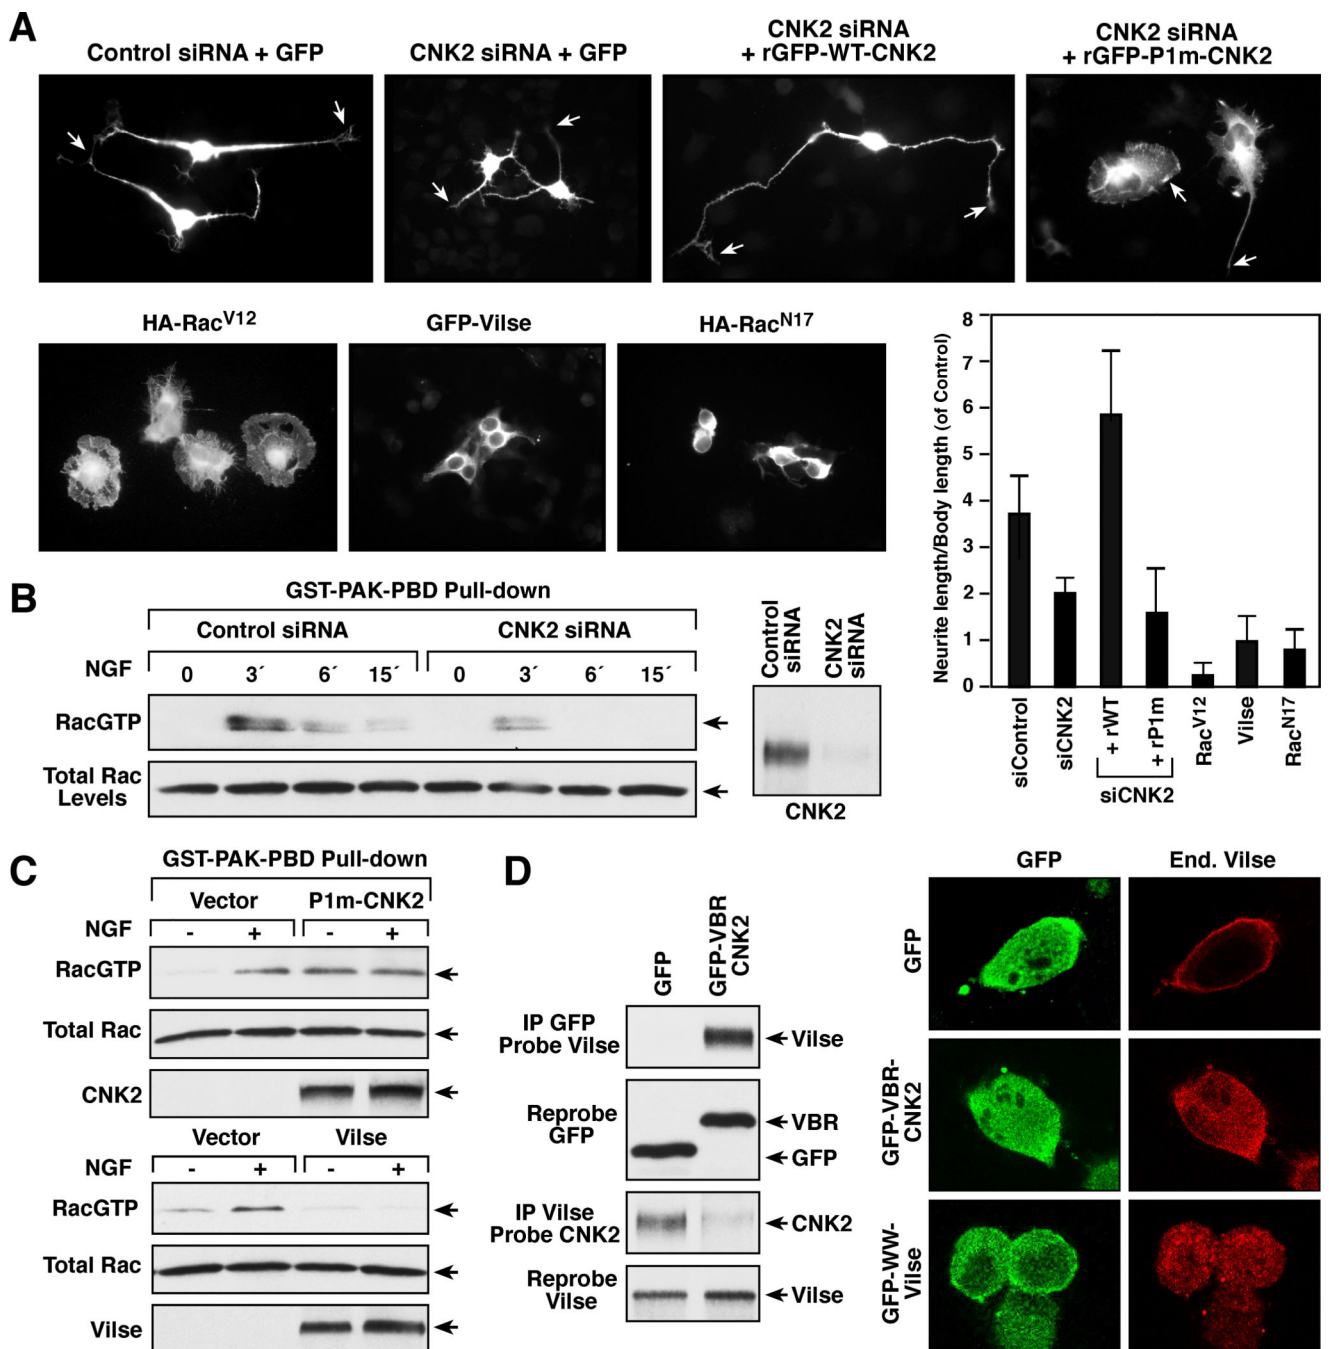 A
Control siRNA + GFP
CNK2 siRNA + GFP
CNK2 siRNA
+ rGFP-WT-CNK2
CNK2 siRNA
+ rGFP-P1m-CNK2
HA-RacV12
GFP-Vilse
HA-RacN17
Neurite length/Body length (of Control)
8
7
6
5
4
3
2
1
0
siControl
siCNK2
+ rWT
+ rP1m
RacV12
Vilse
RacN17
siCNK2
B
GST-PAK-PBD Pull-down
Control siRNA
CNK2 siRNA
NGF 0 3´ 6´ 15´ 0 3´ 6´ 15´
RacGTP
Total Rac
Levels
Control
siRNA
CNK2
siRNA
CNK2
C
GST-PAK-PBD Pull-down
Vector P1m-CNK2
NGF - + - +
RacGTP
Total Rac
CNK2
Vector Vilse
NGF - + - +
RacGTP
Total Rac
Vilse
D
GFP
GFP-VBR
CNK2
IP GFP
Probe Vilse
Vilse
Reprobe
GFP
VBR
GFP
IP Vilse
Probe CNK2
CNK2
Reprobe
Vilse
Vilse
GFP
End. Vilse
GFP
GFP-VBR-
CNK2
GFP-WW-
Vilse